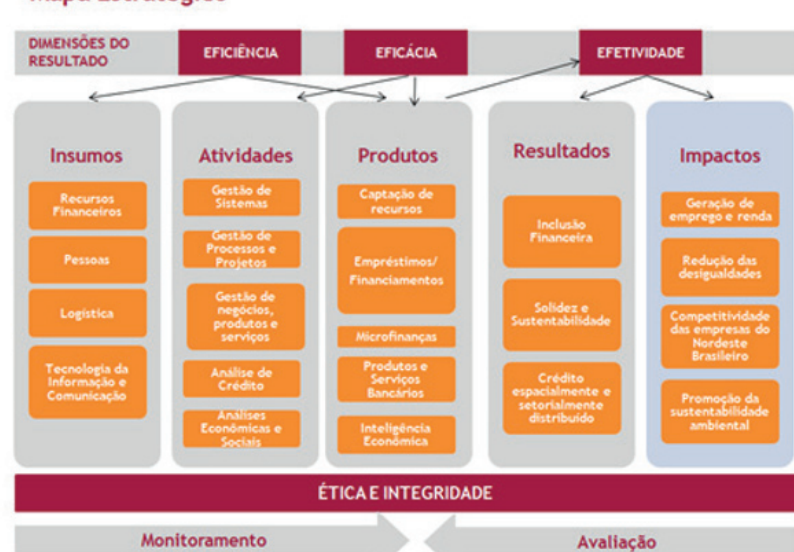 Mapa Estratégico
DIMENSÕES DO
RESULTADO
EFICIÊNCIA
EFICÁCIA
EFETIVIDADE
Insumos
Recursos
Financeiros
Pessoas
Logística
Tecnologia da
Informação e
Comunicação
Atividades
Gestão de
Sistemas
Gestão de
Processos e
Projetos
Gestão de
negócios,
produtos e
serviços
Análise de
Crédito
Análises
Econômicas e
Sociais
Produtos
Captação de
recursos
Empréstimos/
Financiamentos
Microfinanças
Produtos e
Serviços
Bancários
Inteligência
Econômica
Resultados
Inclusão
Financeira
Solidez e
Sustentabilidade
Crédito
espacialmente e
setorialmente
distribuído
Impactos
Geração de
emprego e renda
Redução das
desigualdades
Competitividade
das empresas do
Nordeste
Brasileiro
Promoção da
sustentabilidade
ambiental
ÉTICA E INTEGRIDADE
Monitoramento
Avaliação